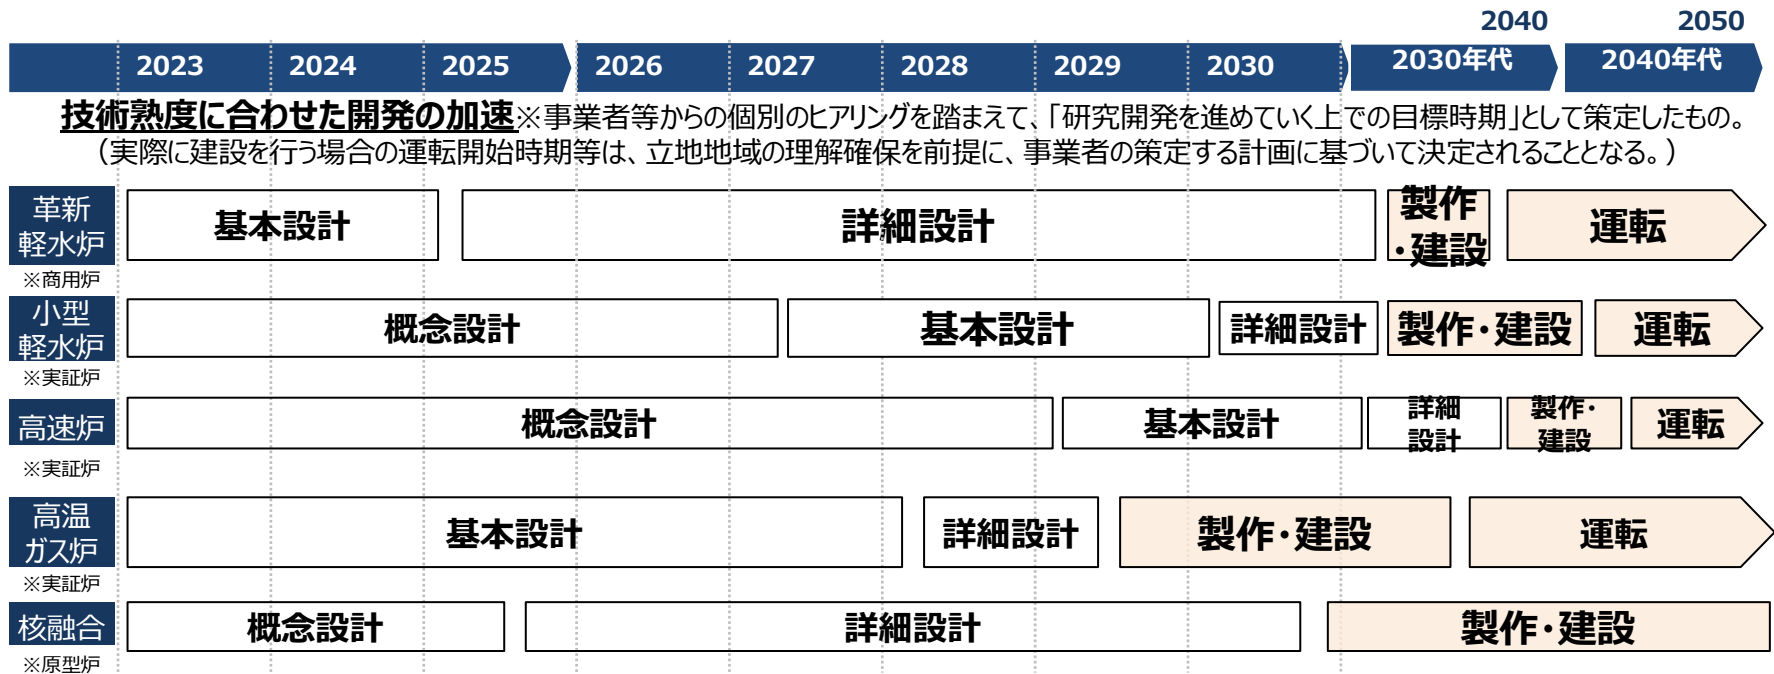 2040 2050
2023 2024 2025 2026 2027 2028 2029 2030 2030年代 2040年代
技術熟度に合わせた開発の加速※事業者等からの個別のヒアリングを踏まえて、「研究開発を進めていく上での目標時期」として策定したもの。
（実際に建設を行う場合の運転開始時期等は、立地地域の理解確保を前提に、事業者の策定する計画に基づいて決定されることとなる。）
革新
軽水炉
※商用炉
基本設計
詳細設計
製作
・建設
運転
小型
軽水炉
※実証炉
概念設計
基本設計
詳細設計
製作・建設
運転
高速炉
※実証炉
概念設計
基本設計
詳細
設計
製作・
建設
運転
高温
ガス炉
※実証炉
基本設計
詳細設計
製作・建設
運転
核融合
※原型炉
概念設計
詳細設計
製作・建設